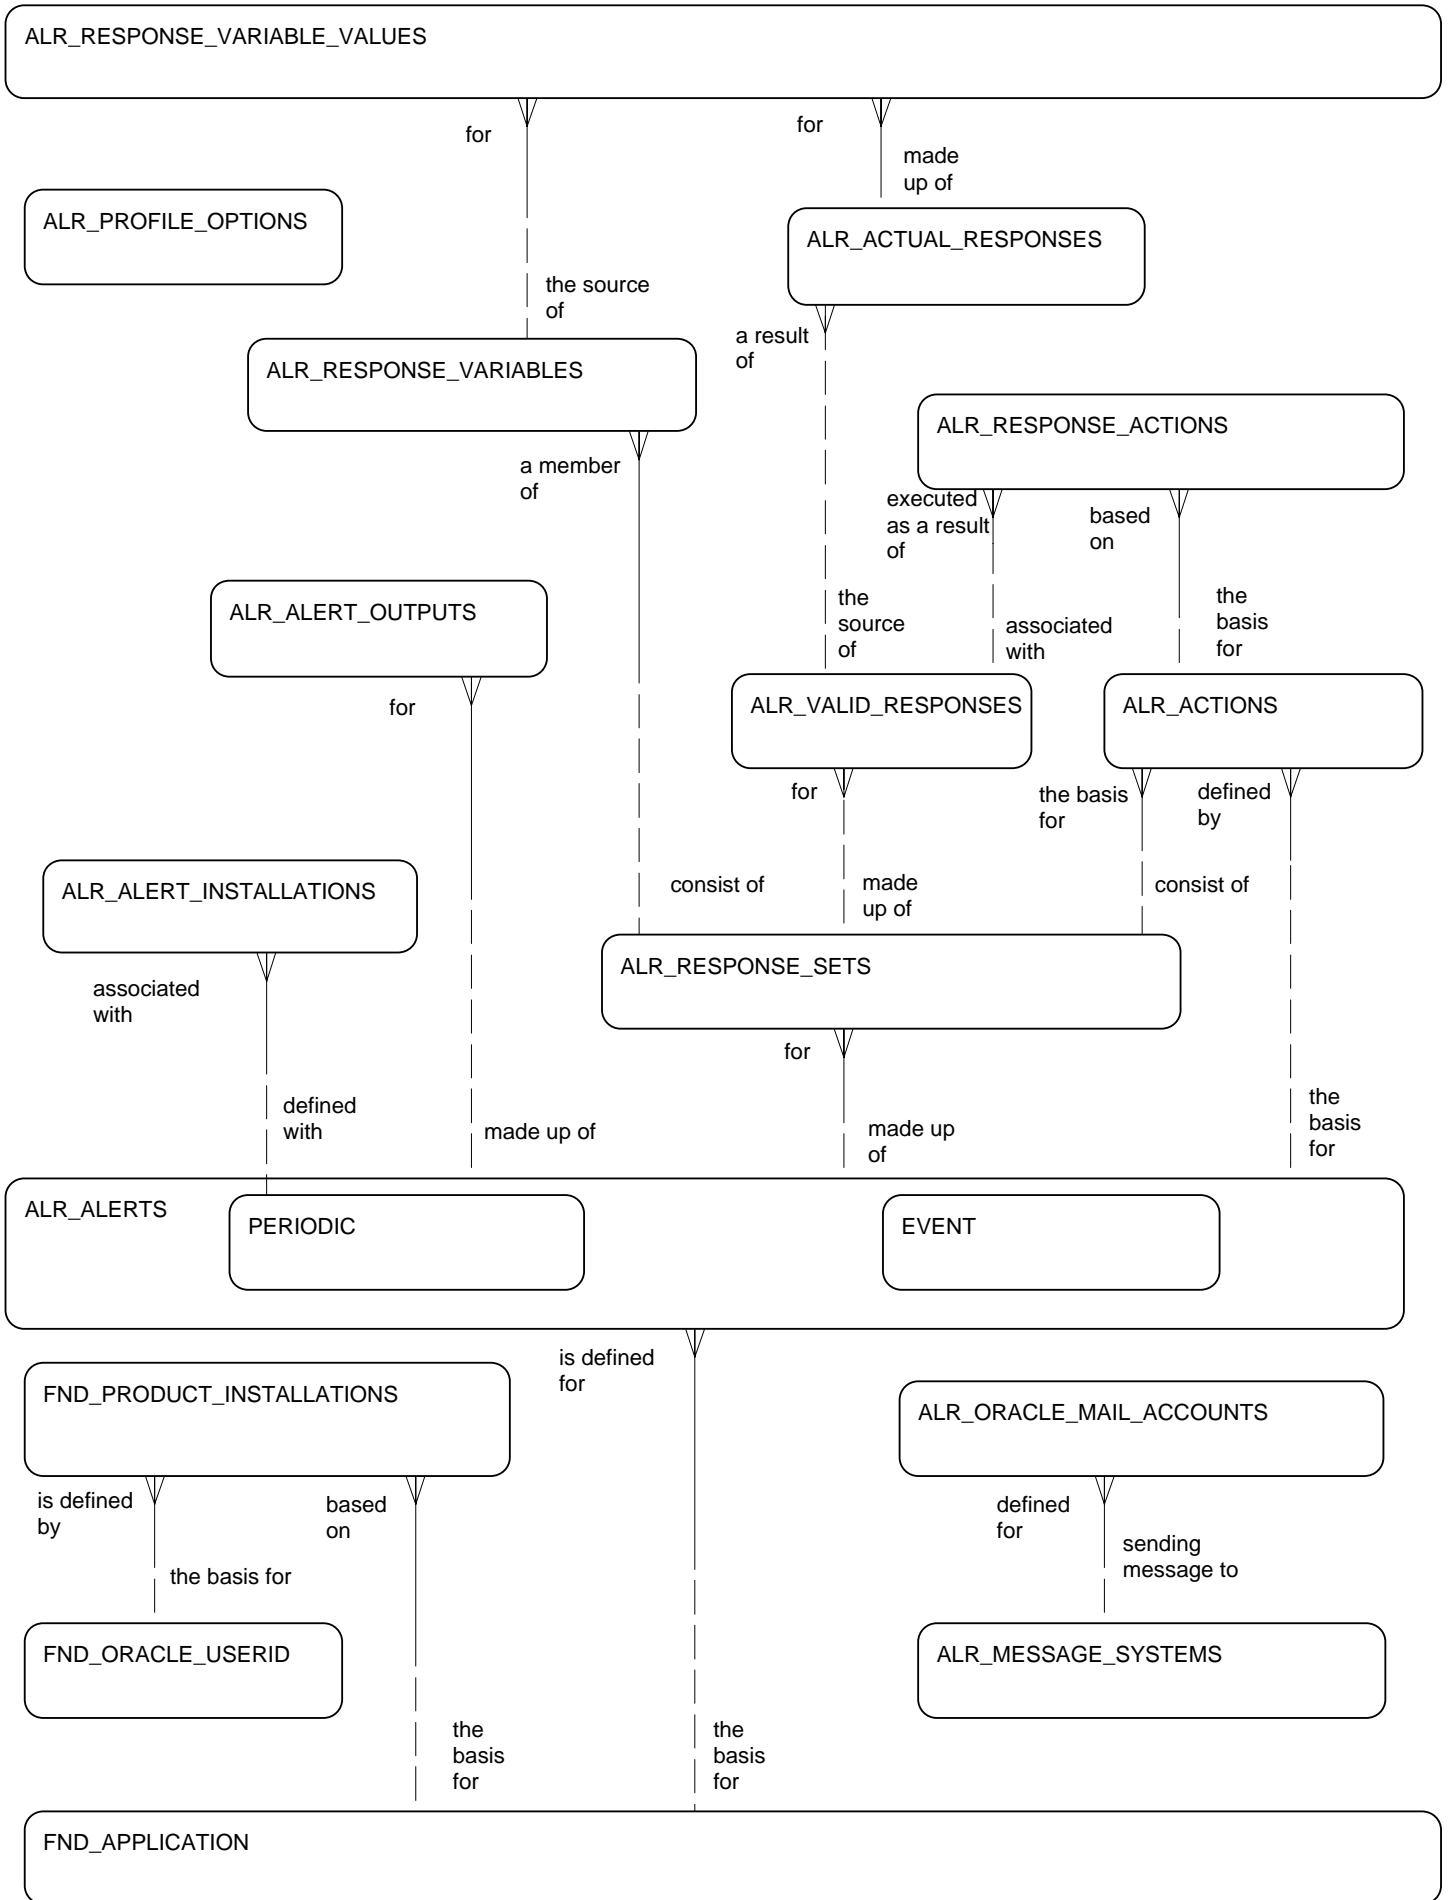 ALR_RESPONSE_VARIABLE_VALUES
for
for
made
up of
ALR_PROFILE_OPTIONS
ALR_ACTUAL_RESPONSES
the source
of
a result
of
ALR_RESPONSE_VARIABLES
ALR_RESPONSE_ACTIONS
a member
of
executed
as a result
of
based
on
ALR_ALERT_OUTPUTS
the
source
of
associated
with
the
basis
for
for
ALR_VALID_RESPONSES
ALR_ACTIONS
for
the basis
for
defined
by
ALR_ALERT_INSTALLATIONS
consist of
made
up of
consist of
associated
with
ALR_RESPONSE_SETS
for
defined
with
made up of
made up
of
the
basis
for
ALR_ALERTS
PERIODIC
EVENT
is defined
for
FND_PRODUCT_INSTALLATIONS
ALR_ORACLE_MAIL_ACCOUNTS
is defined
by
based
on
defined
for
the basis for
sending
message to
FND_ORACLE_USERID
ALR_MESSAGE_SYSTEMS
the
basis
for
the
basis
for
FND_APPLICATION